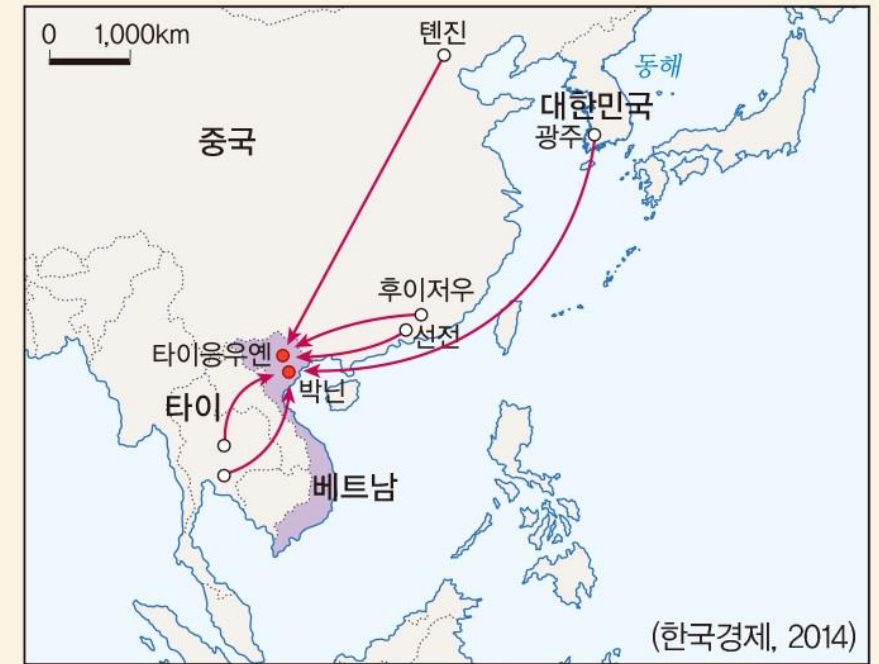 0 1,000km
톈진
동해
대한민국
광주
중국
후이저우
선전
타이응우옌
박닌
타이
베트남
(한국경제, 2014)